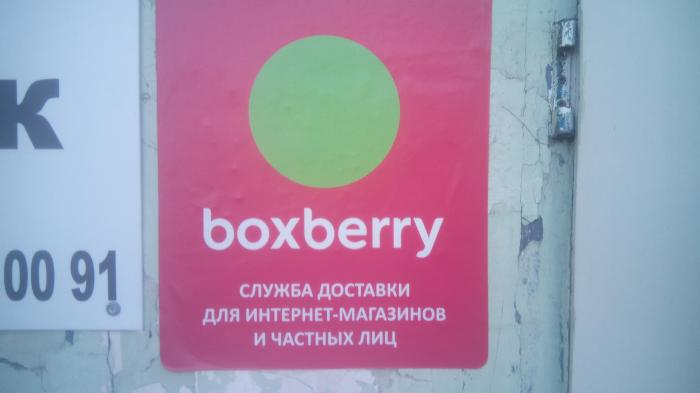 к
00 91
boxberry
СЛУЖБА ДОСТАВКИ
ДЛЯ ИНТЕРНЕТ-МАГАЗИНОВ
И ЧАСТНЫХ ЛИЦ